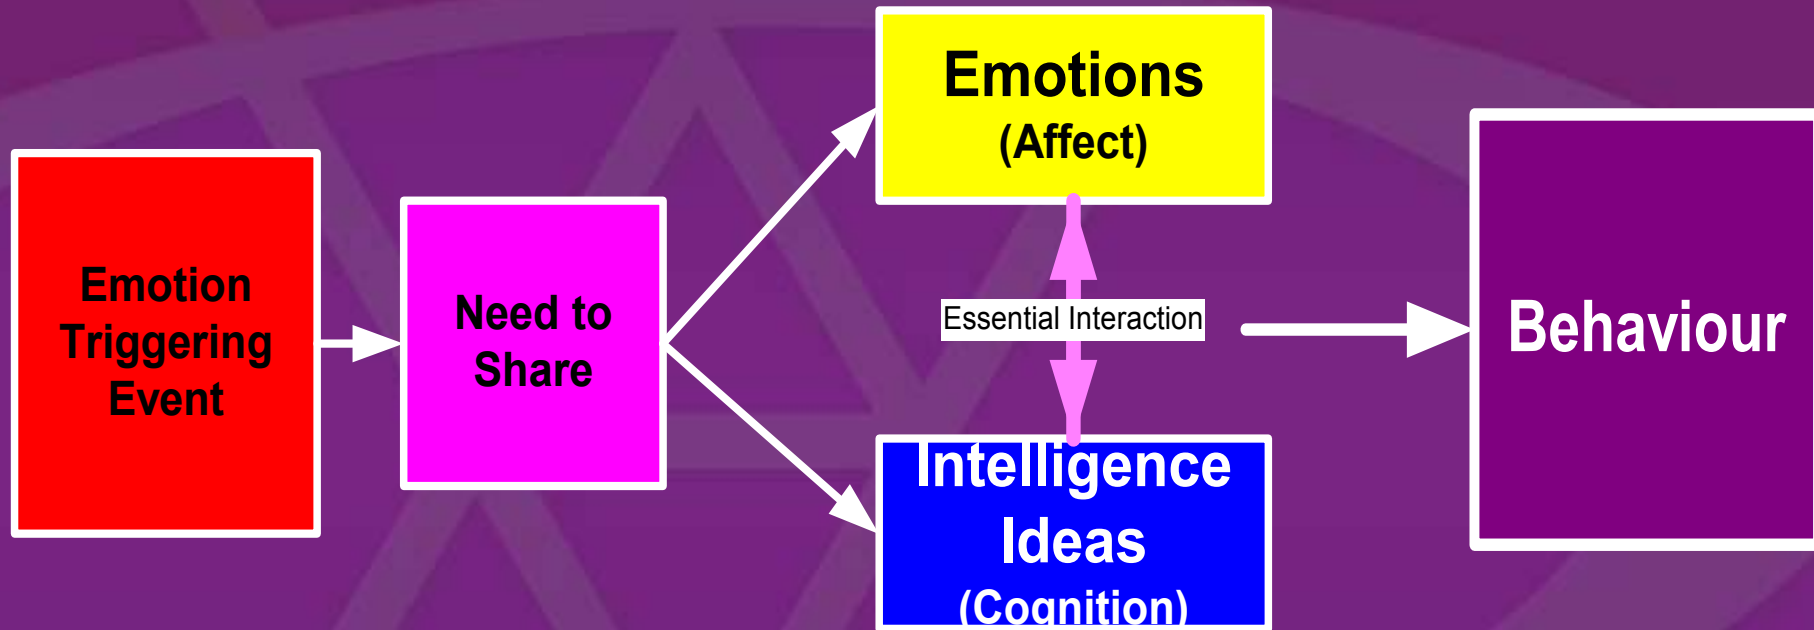 Emotion
Triggering
Event
Need to
Share
Emotions
(Affect)
Essential Interaction
Intelligence
Ideas
(Cognition)
Behaviour